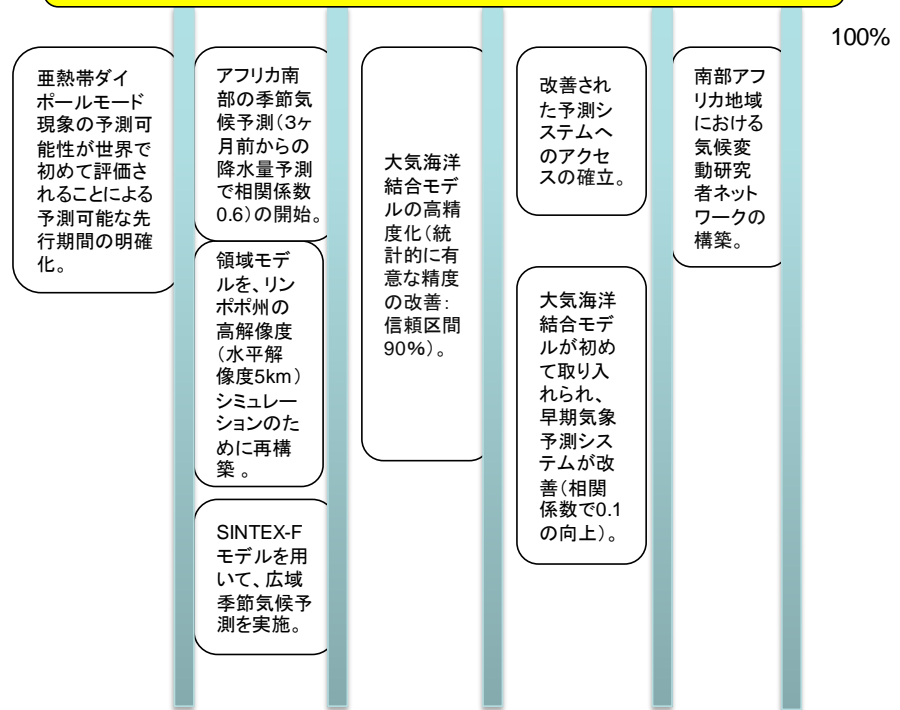 100%
亜熱帯ダイ
ポールモード
現象の予測可
能性が世界で
初めて評価さ
れることによる
予測可能な先
行期間の明確
化。
アフリカ南
部の季節気
候予測（3ヶ
月前からの
降水量予測
で相関係数
0.6）の開始。
領域モデ
ルを、リン
ポポ州の
高解像度
（水平解
像度5km）
シミュレー
ションのた
めに再構
築 。
SINTEX-F
モデルを用
いて、広域
季節気候予
測を実施。
大気海洋
結合モデ
ルの高精
度化（統
計的に有
意な精度
の改善：
信頼区間
90%）。
改善され
た予測シ
ステムへ
のアクセ
スの確立。
大気海洋
結合モデ
ルが初め
て取り入
れられ、
早期気象
予測シス
テムが改
善（相関
係数で0.1
の向上）。
南部アフ
リカ地域
における
気候変
動研究
者ネット
ワークの
構築。